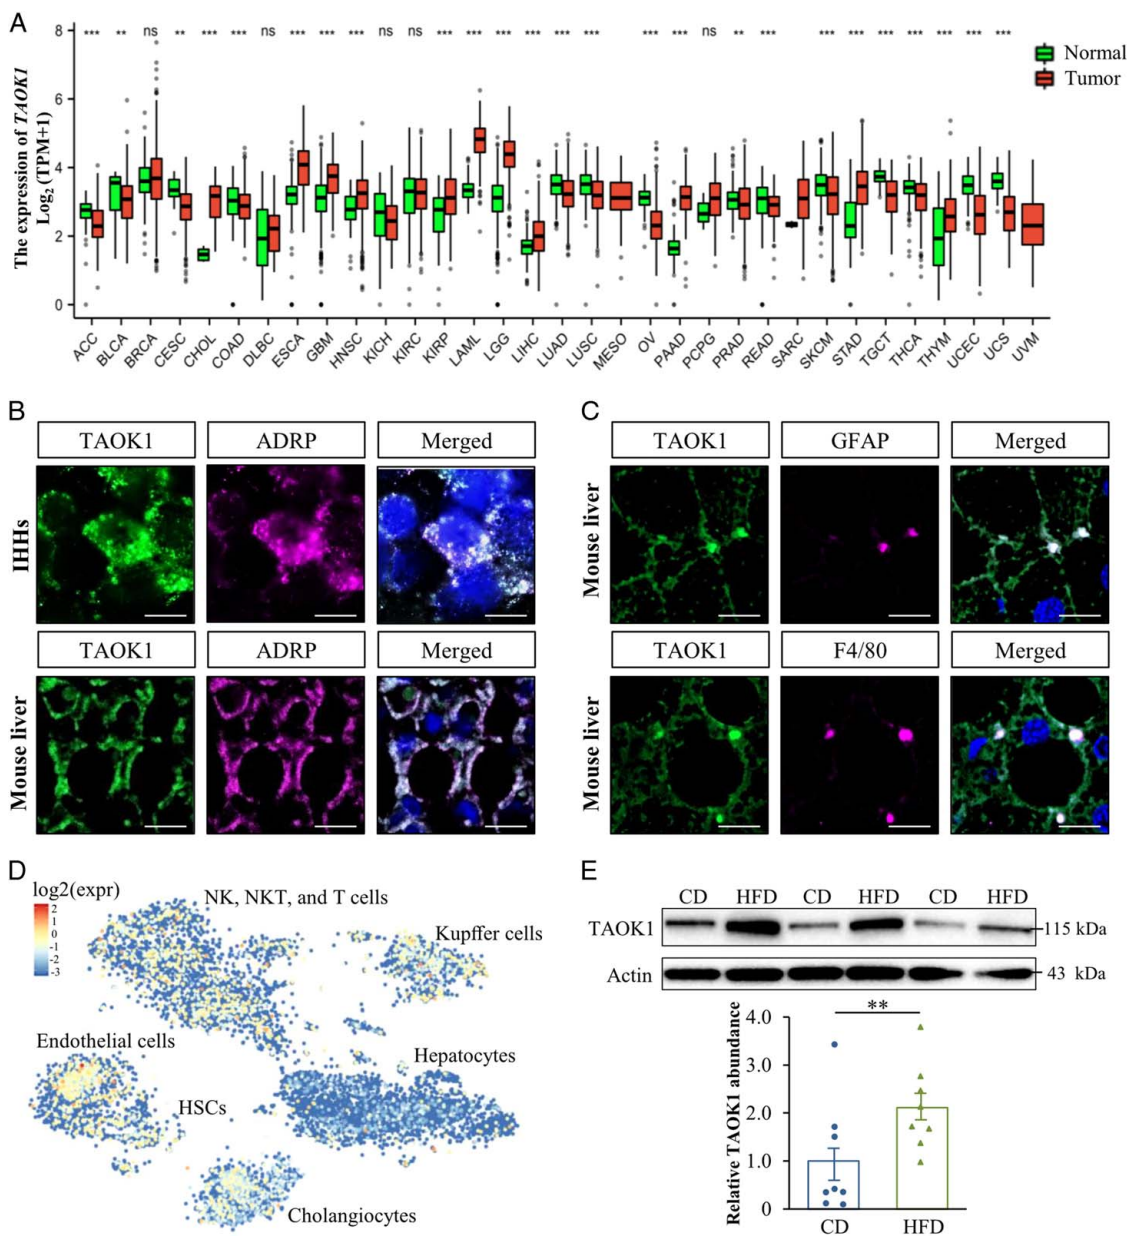 A
8
6
4
2
0
The expression of TAOK1
Log2 (TPM+1)
*** ** ns ** *** *** ns *** *** *** ns ns *** *** *** *** *** *** *** *** ns ** *** *** *** *** *** *** *** ***
Normal
Tumor
ACC BLCA BRCA CESC CHOL COAD DLBC ESCA GBM HNSC KICH KIRC KIRP LAML LGG LIHC LUAD LUSC MESO OV PAAD PCPG PRAD READ SARC SKCM STAD TGCT THCA THYM UCEC UCS UVM
B
TAOK1 ADRP Merged
IHHs
TAOK1 ADRP Merged
Mouse liver
C
TAOK1 GFAP Merged
Mouse liver
TAOK1 F4/80 Merged
Mouse liver
D
log2(expr)
2
1
0
-1
-2
-3
NK, NKT, and T cells
Kupffer cells
Endothelial cells
Hepatocytes
HSCs
Cholangiocytes
E
CD HFD CD HFD CD HFD
TAOK1 115 kDa
Actin 43 kDa
Relative TAOK1 abundance
4.0
3.0
2.0
1.0
0
**
CD HFD